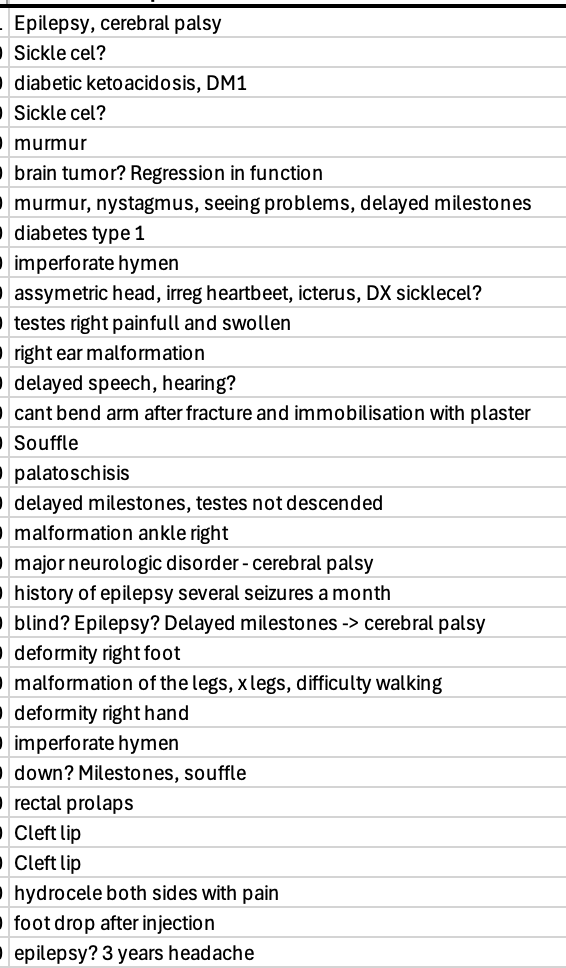 Epilepsy, cerebral palsy
Sickle cel?
diabetic ketoacidosis, DM1
Sickle cel?
murmur
brain tumor? Regression in function
murmur, nystagmus, seeing problems, delayed milestones
diabetes type 1
imperforate hymen
assymetric head, irreg heartbeet, icterus, DX sicklecel?
testes right painfull and swollen
right ear malformation
delayed speech, hearing?
cant bend arm after fracture and immobilisation with plaster
Souffle
palatoschisis
delayed milestones, testes not descended
malformation ankle right
major neurologic disorder - cerebral palsy
history of epilepsy several seizures a month
blind? Epilepsy? Delayed milestones -> cerebral palsy
deformity right foot
malformation of the legs, x legs, difficulty walking
deformity right hand
imperforate hymen
down? Milestones, souffle
rectal prolaps
Cleft lip
Cleft lip
hydrocele both sides with pain
foot drop after injection
epilepsy? 3 years headache